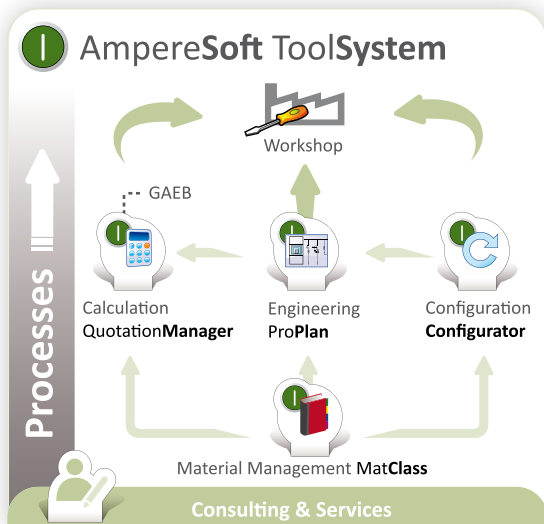 AmpereSoft ToolSystem
Workshop
GAEB
Calculation
QuotationManager
Engineering
ProPlan
Configuration
Configurator
Processes
Material Management MatClass
Consulting & Services